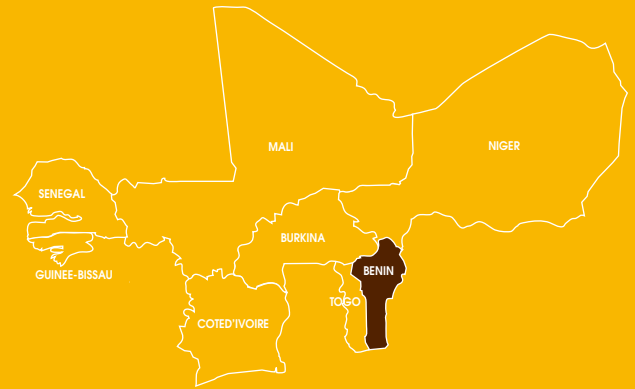 MALI
NIGER
SENEGAL
BURKINA
GUINEE-BISSAU
BENIN
TOGO
COTED'IVOIRE